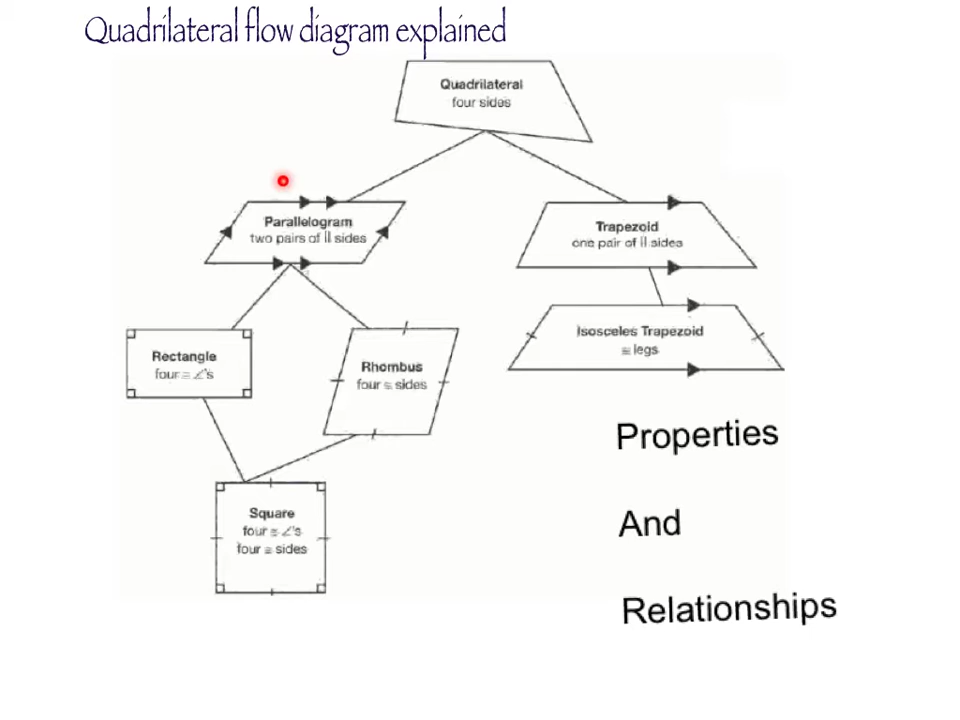 Quadrilateral flow diagram explained
Quadrilateral
four sides
Parallelogram
two pairs of || sides
Trapezoid
one pair of || sides
Isosceles Trapezoid
≅ legs
Rectangle
four ≅ ∠'s
Rhombus
four ≅ sides
Square
four ≅ ∠'s
four ≅ sides
Properties
And
Relationships